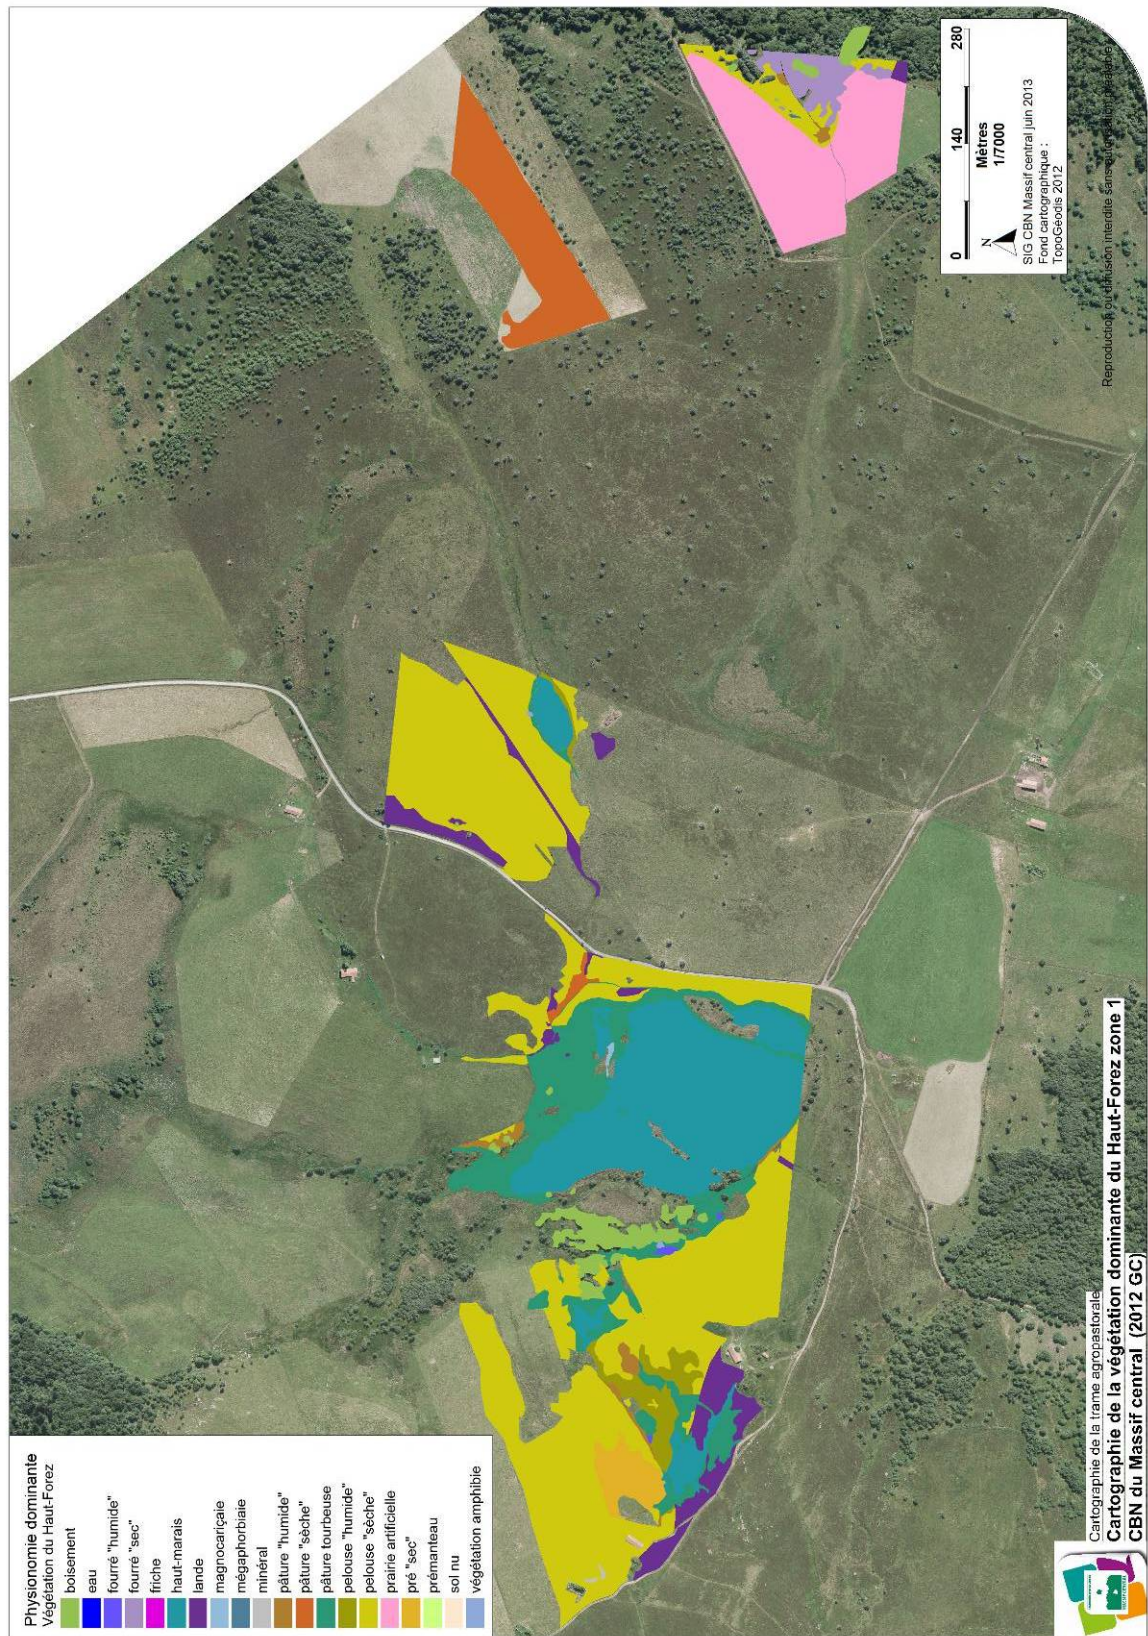 Physionomie dominante
Végétation du Haut-Forez
boisement
eau
fourré "humide"
fourré "sec"
friche
haut-marais
lande
magnocariçaie
mégaphorbiaie
minéral
pâture "humide"
pâture "sèche"
pâture tourbeuse
pelouse "humide"
pelouse "sèche"
prairie artificielle
pré "sec"
prémanteau
sol nu
végétation amphibie
0 140 280
Mètres
1/7000
N
SIG CBN Massif central juin 2013
Fond cartographique :
TopoGéodis 2012
Reproduction ou diffusion interdite sans autorisation
Cartographie de la trame agropastorale
Cartographie de la végétation dominante du Haut-Forez zone 1
CBN du Massif central (2012 GC)